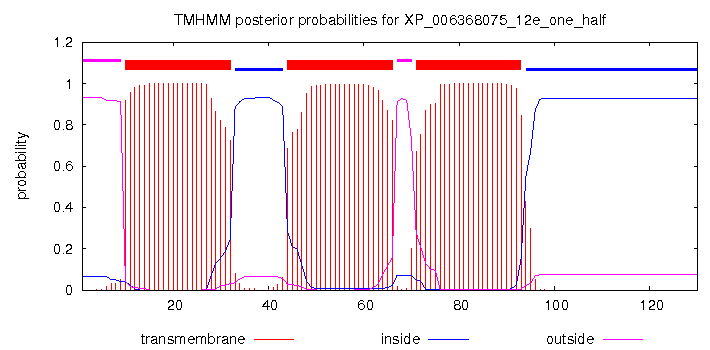 TMHMM posterior probabilities for XP_006368075_12e_one_half
1.2
1
0.8
0.6
0.4
0.2
0
probability
20
40
60
80
100
120
transmembrane
inside
outside